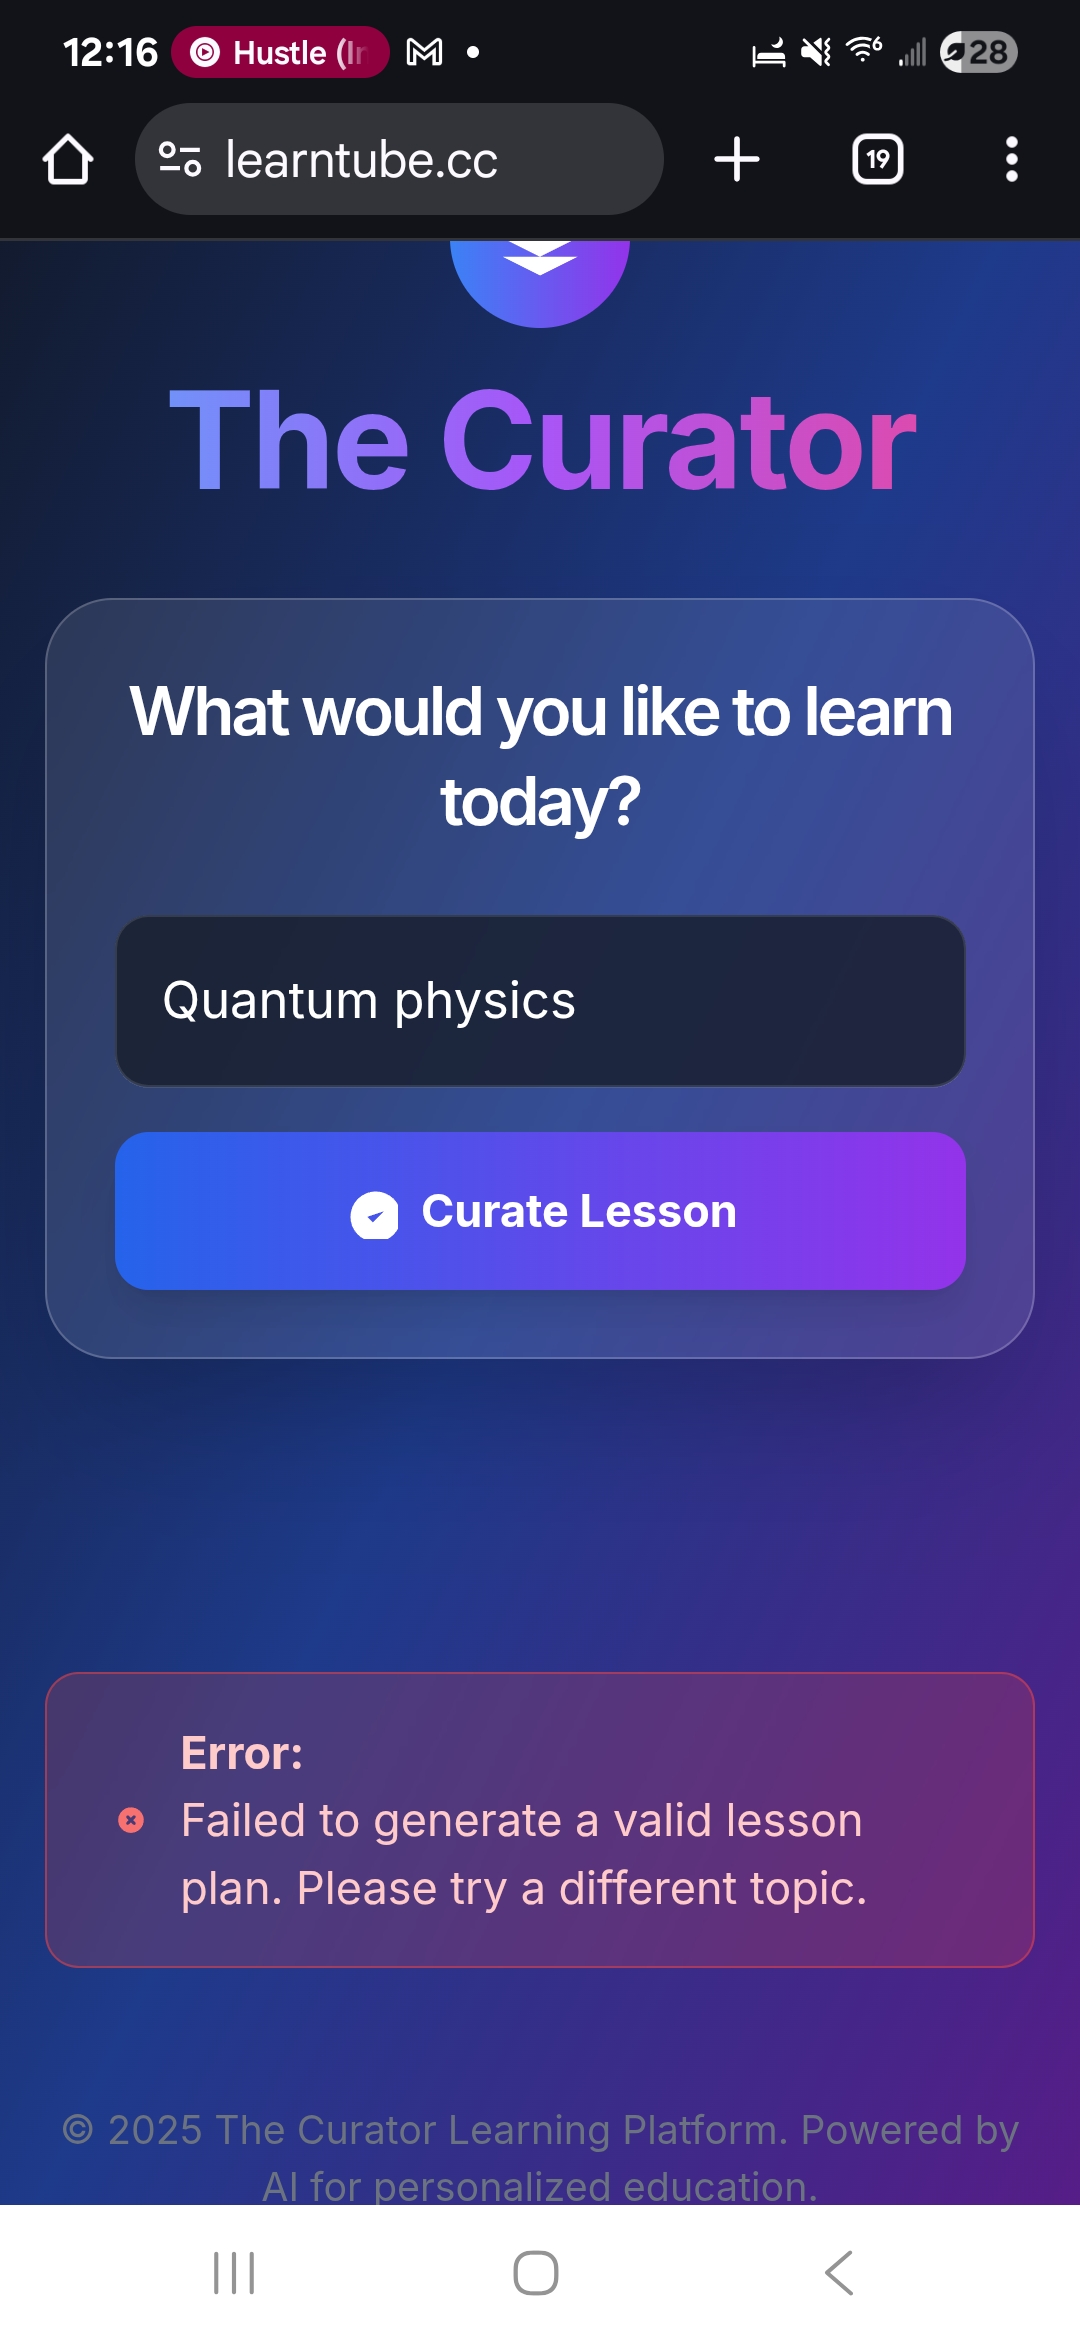 12:16
Hustle (In
6
28
learntube.cc
19
The Curator
What would you like to learn
today?
Quantum physics
Curate Lesson
Error:
Failed to generate a valid lesson
plan. Please try a different topic.
© 2025 The Curator Learning Platform. Powered by
AI for personalized education.